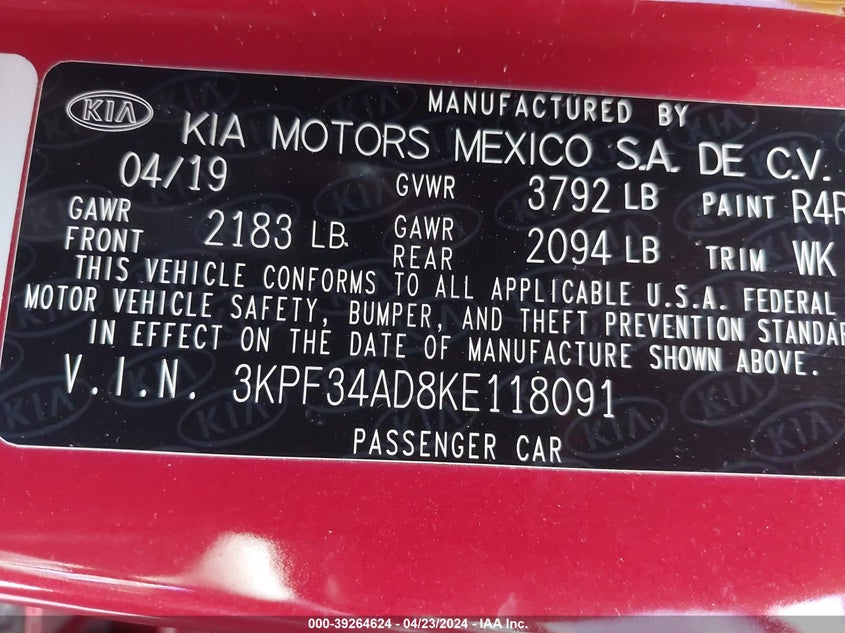 MANUFACTURED BY
KIA KIA MOTORS MEXICO S.A. DE C.V.
04/19 GVWR 3792 LB PAINT R4R
GAWR FRONT 2183 LB GAWR REAR 2094 LB TRIM WK
THIS VEHICLE CONFORMS TO ALL APPLICABLE U.S.A. FEDERAL
MOTOR VEHICLE SAFETY, BUMPER, AND THEFT PREVENTION STANDAR
IN EFFECT ON THE DATE OF MANUFACTURE SHOWN ABOVE.
V.I.N. 3KPF34AD8KE118091
PASSENGER CAR
000-39264624 - 04/23/2024 - IAA Inc.